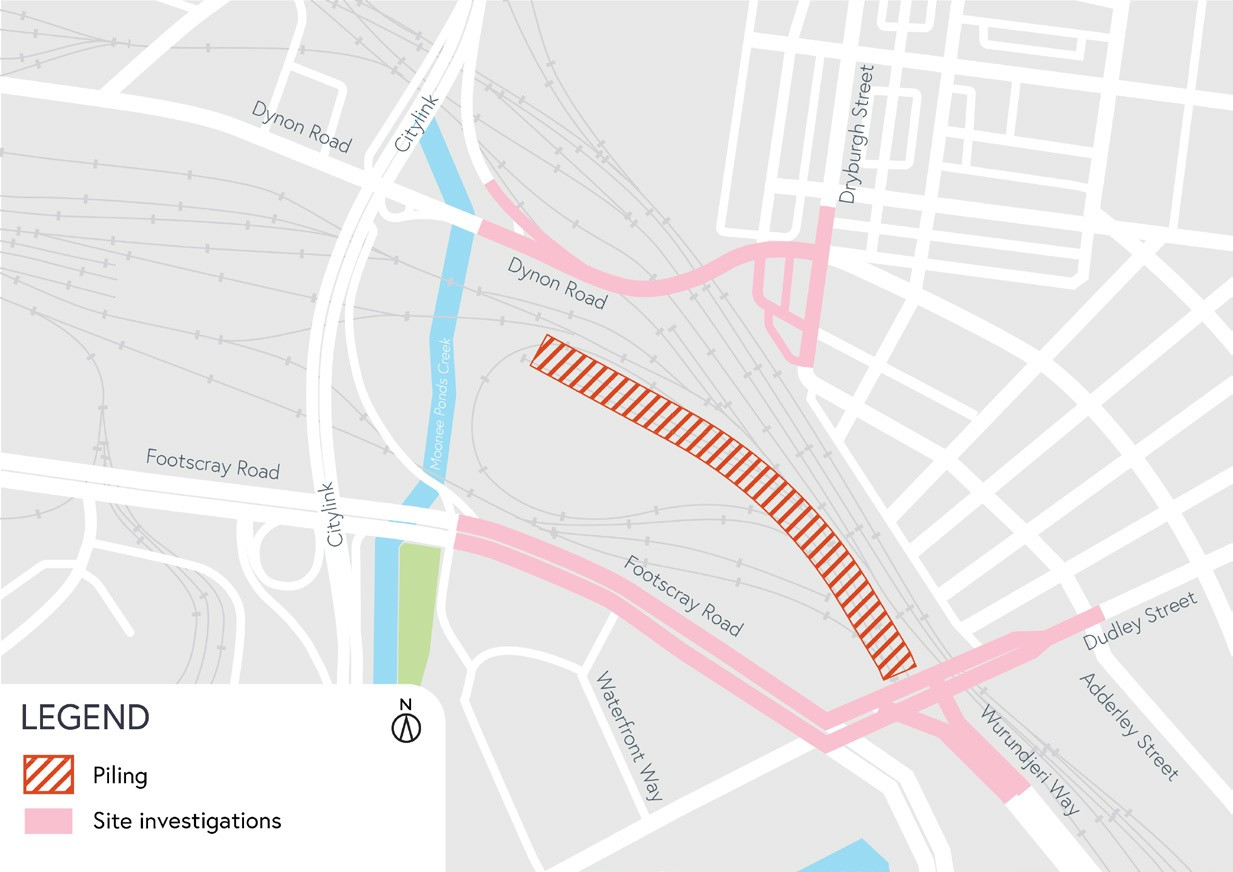 Dynon Road
Citylink
Dryburgh Street
Dynon Road
Moonee Ponds Creek
Footscray Road
Citylink
Footscray Road
Dudley Street
Adderley Street
Waterfront Way
Wurundjeri Way
LEGEND
N
Piling
Site investigations